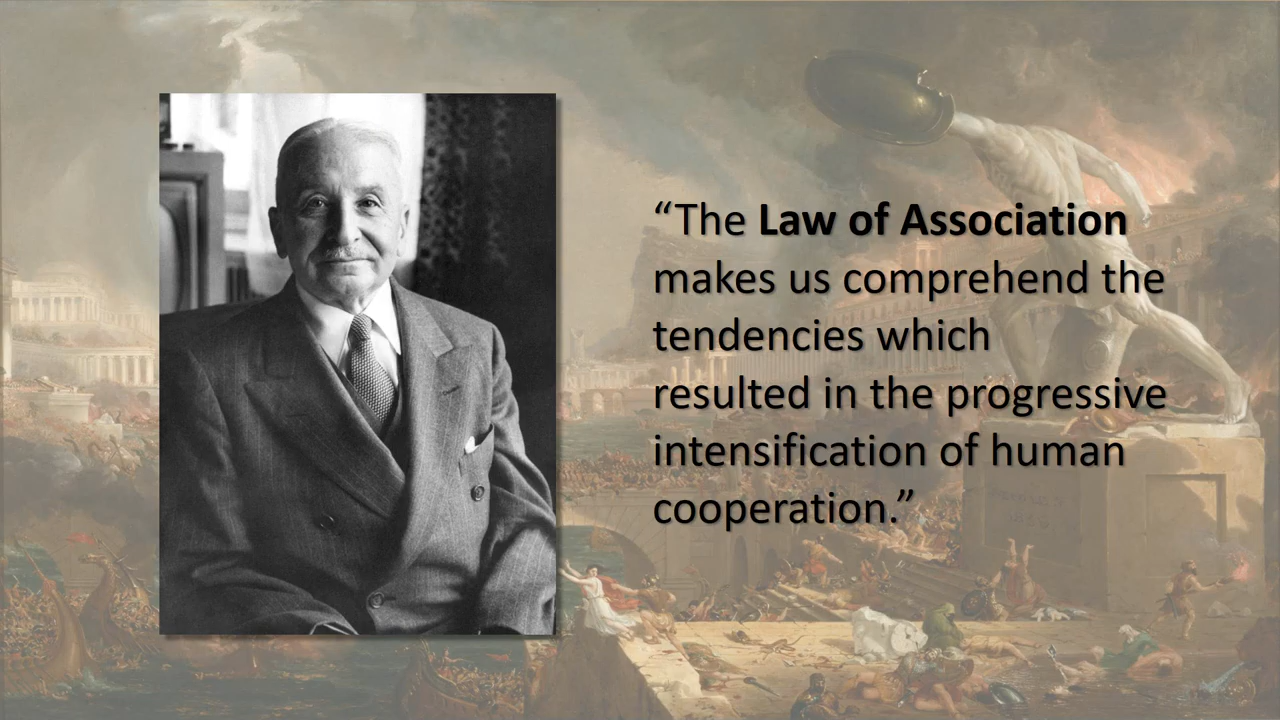 “The Law of Association
makes us comprehend the
tendencies which
resulted in the progressive
intensification of human
cooperation.”